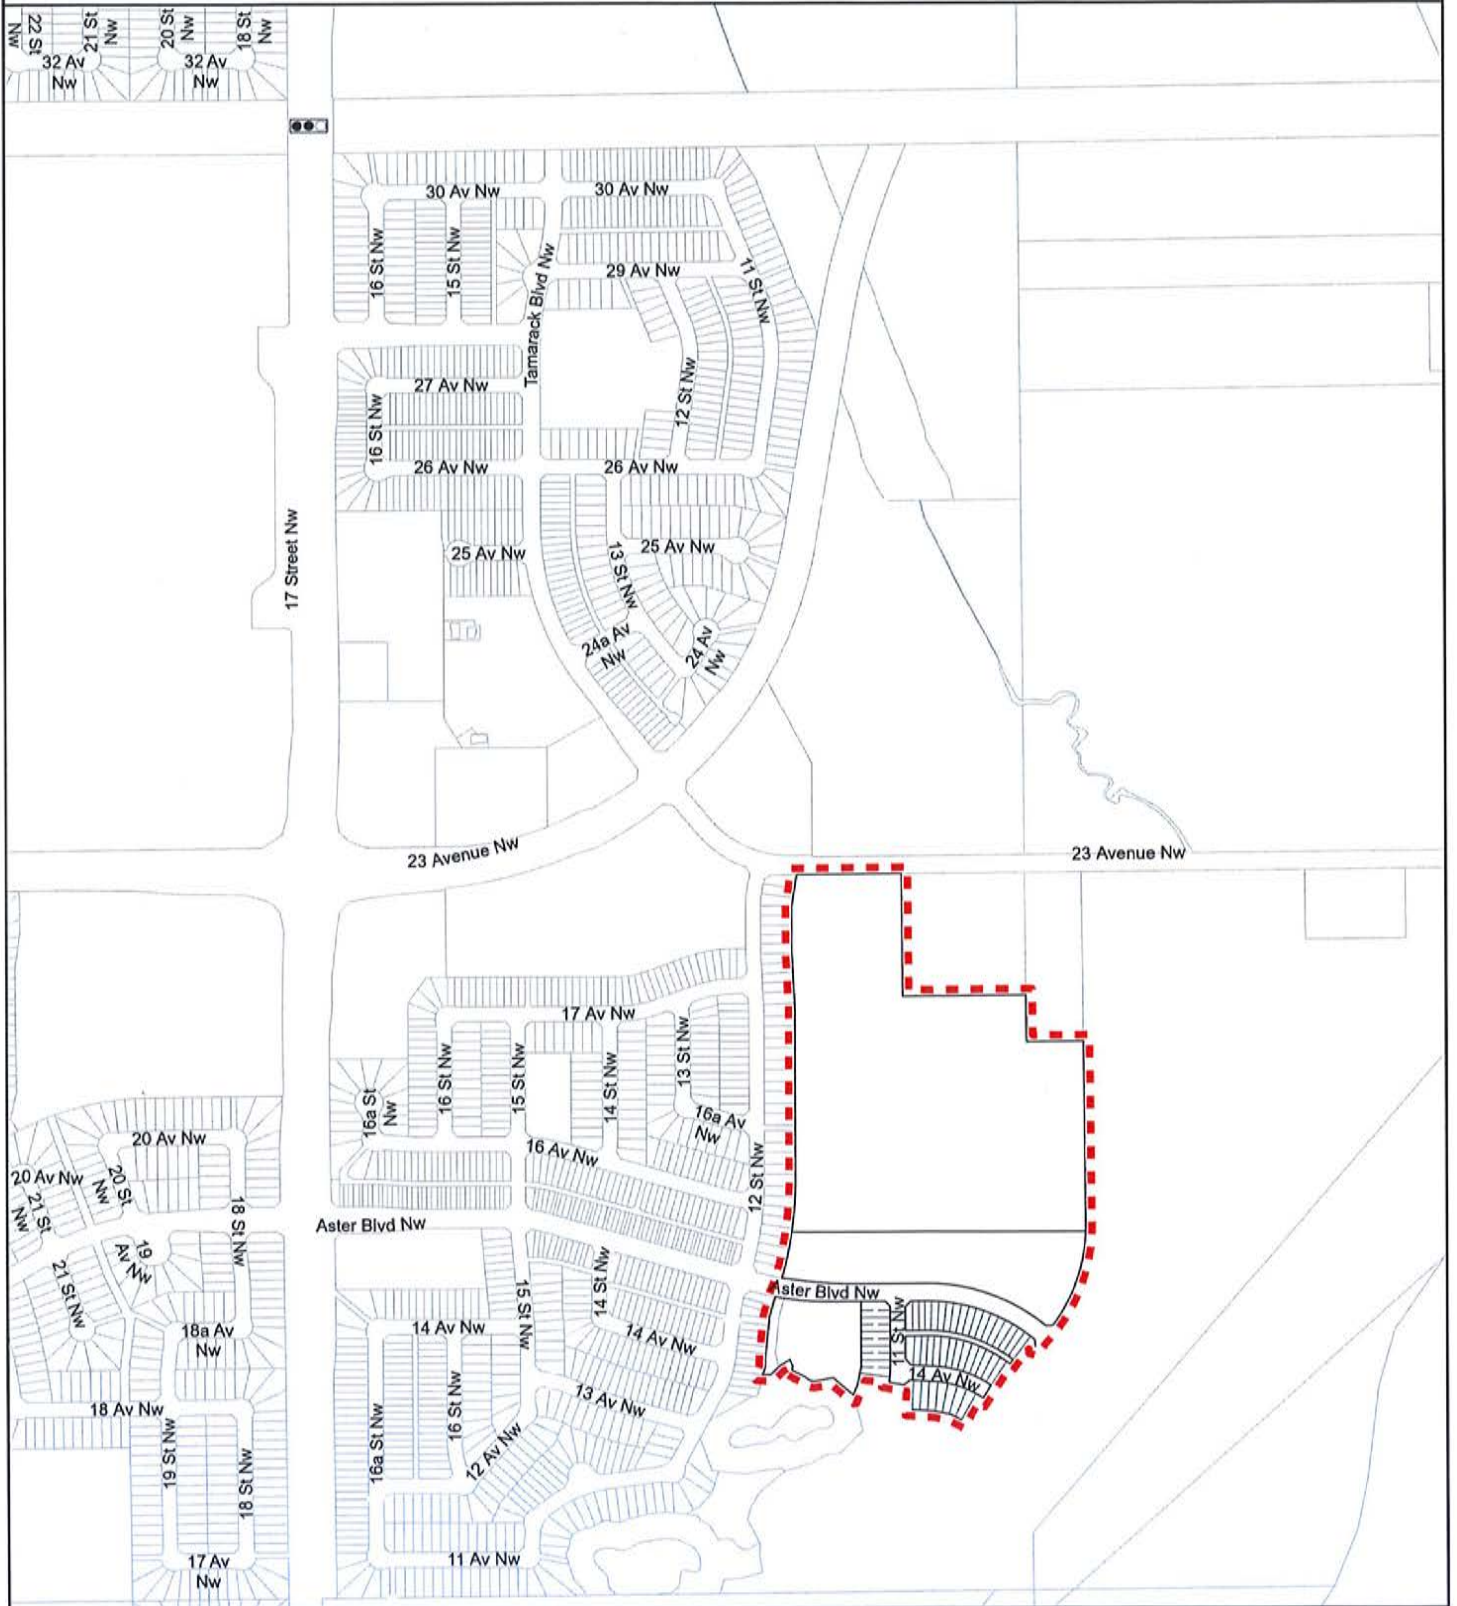 22 St
Nw
21 St
Nw
20 St
Nw
18 St
Nw
32 Av
Nw
32 Av
Nw
30 Av Nw
30 Av Nw
16 St Nw
15 St Nw
Tamarack Blvd Nw
29 Av Nw
11 St Nw
27 Av Nw
12 St Nw
16 St Nw
26 Av Nw
26 Av Nw
17 Street Nw
25 Av Nw
25 Av Nw
13 St Nw
24a Av
Nw
24 Av
Nw
23 Avenue Nw
23 Avenue Nw
17 Av Nw
16a St
Nw
16 St Nw
15 St Nw
14 St Nw
13 St Nw
16a Av
Nw
20 Av Nw
16 Av Nw
12 St Nw
20 Av Nw
20 St
Nw
21 St
Nw
18 St Nw
Aster Blvd Nw
19
Av Nw
21 St Nw
15 St Nw
14 St Nw
Aster Blvd Nw
11 St Nw
18a Av
Nw
14 Av Nw
14 Av Nw
14 Av Nw
18 Av Nw
13 Av Nw
19 St Nw
18 St Nw
16a St Nw
16 St Nw
12 Av Nw
17 Av
Nw
11 Av Nw